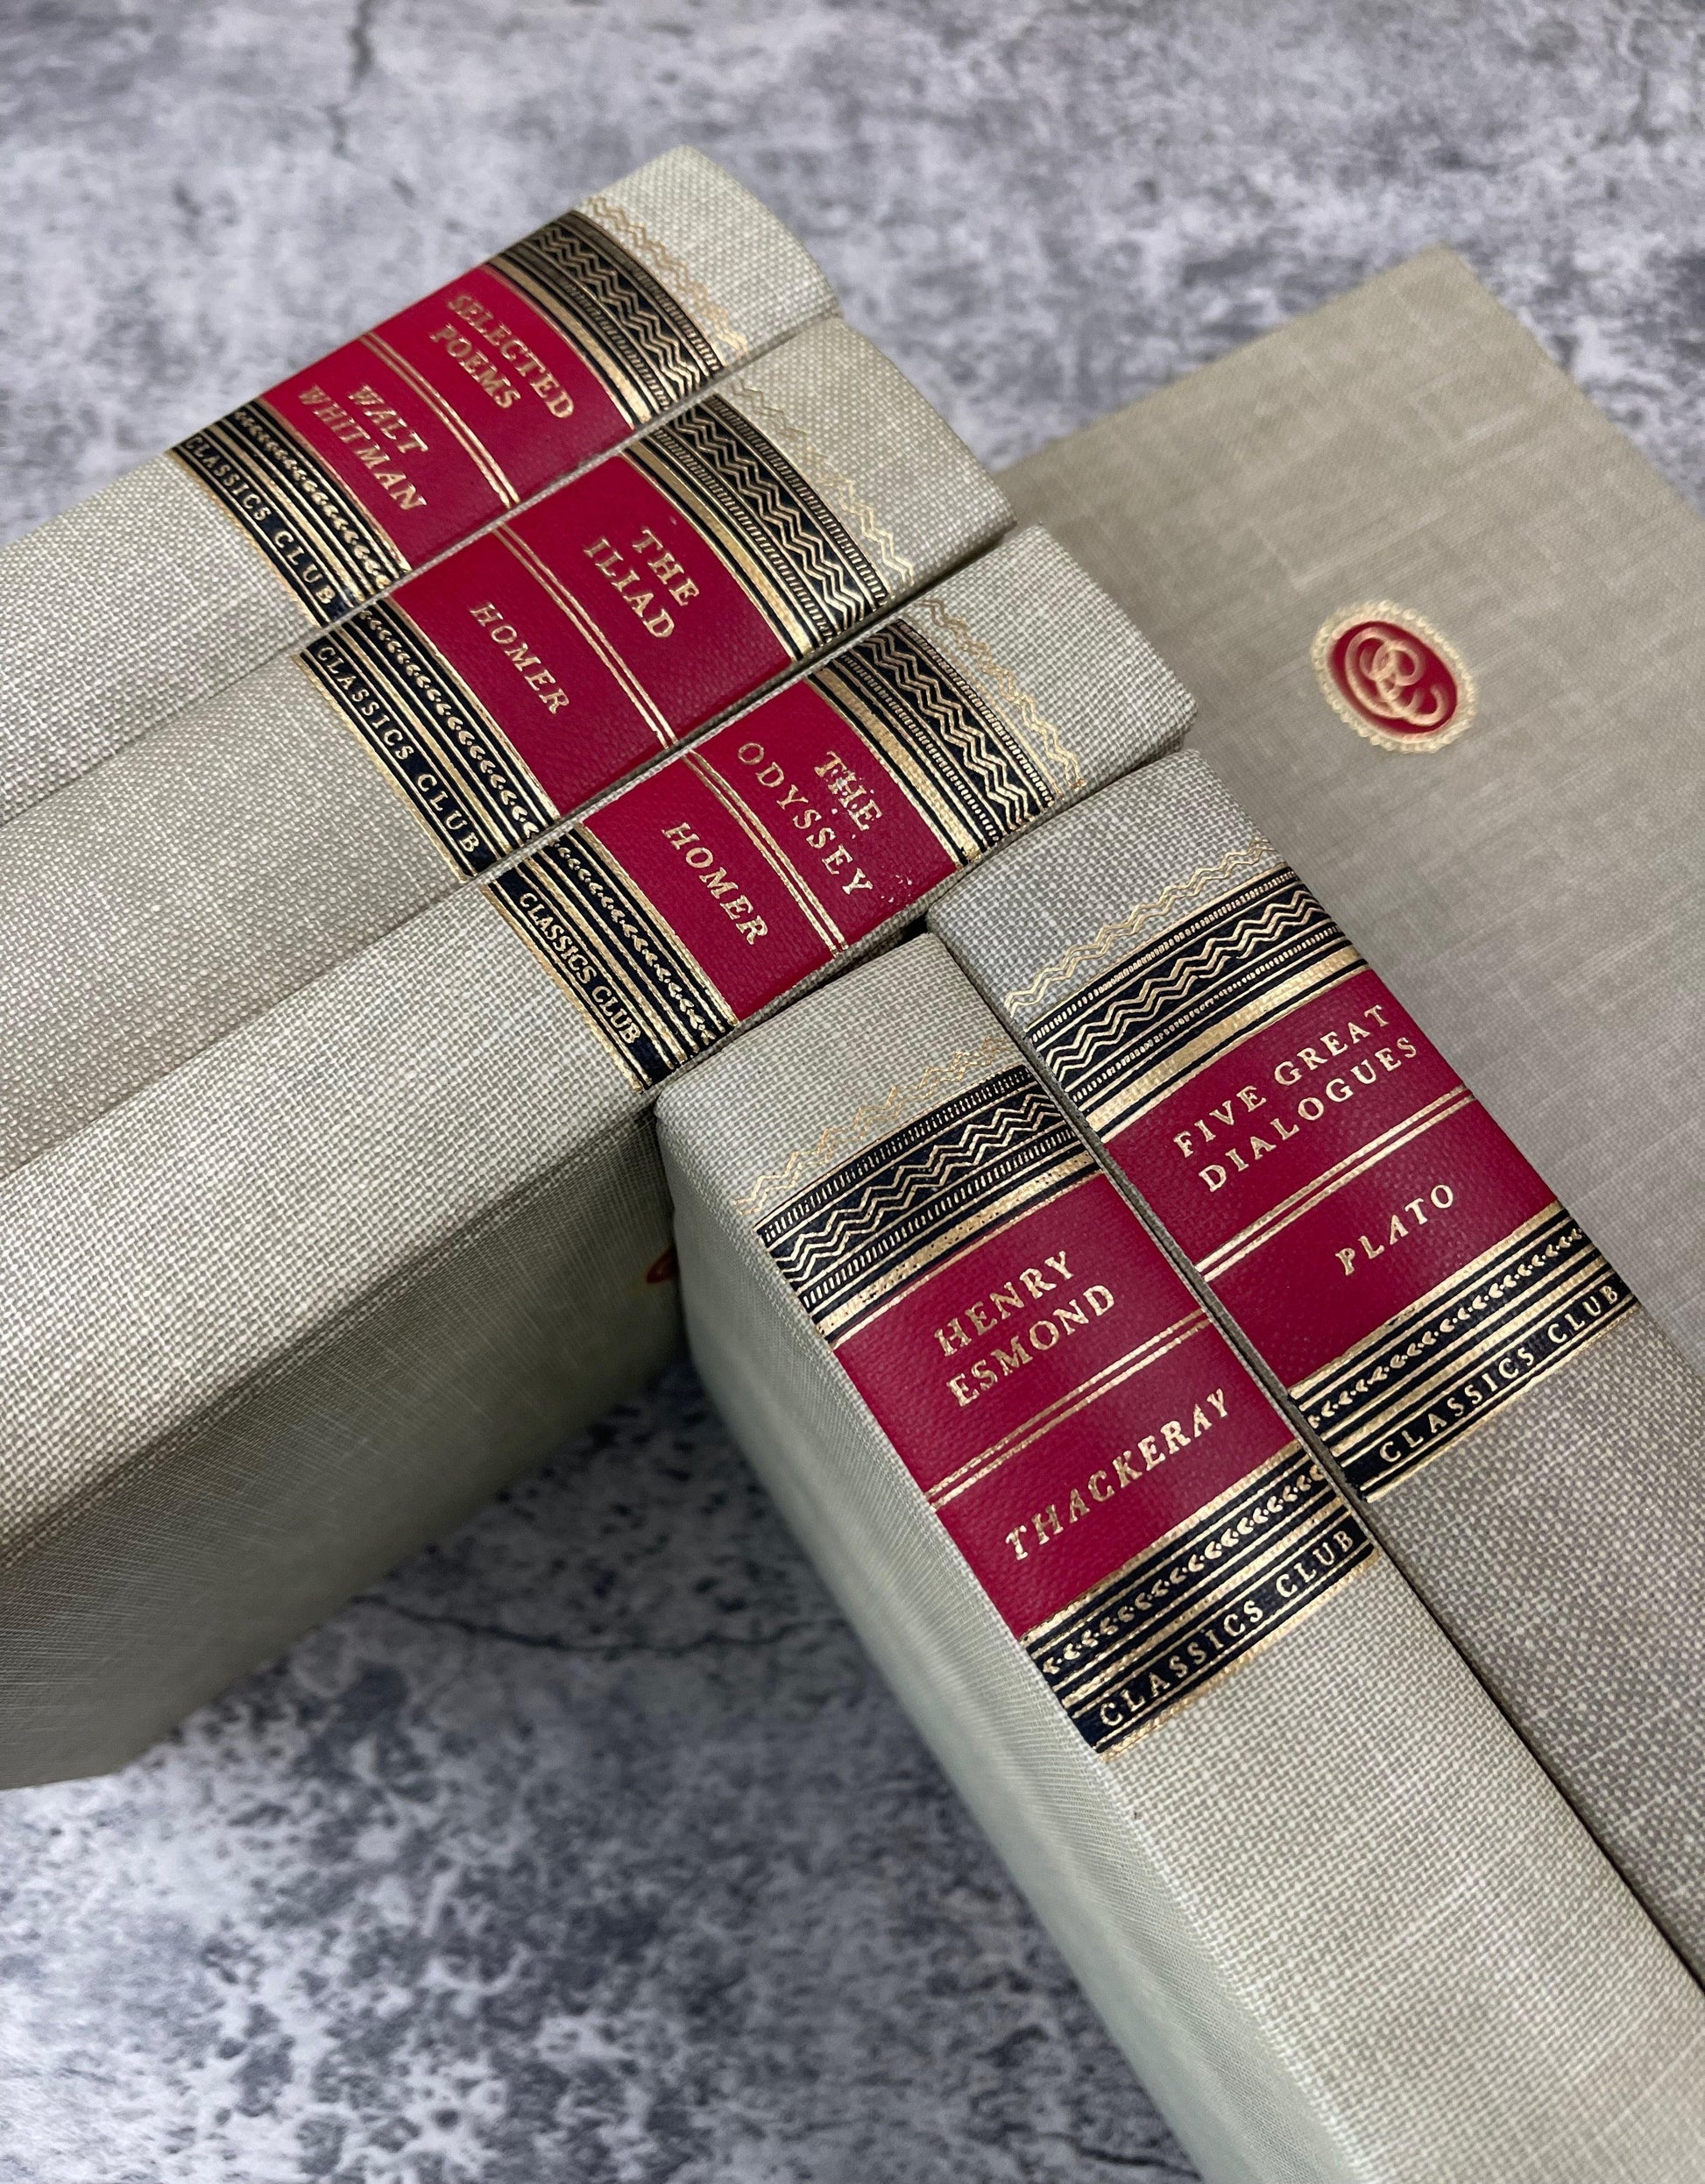 SELECTED
POEMS
WALT
WHITMAN
CLASSICS CLUB
THE
ILIAD
HOMER
CLASSICS CLUB
THE
ODYSSEY
HOMER
CLASSICS CLUB
HENRY
ESMOND
THACKERAY
CLASSICS CLUB
FIVE GREAT
DIALOGUES
PLATO
CLASSICS CLUB